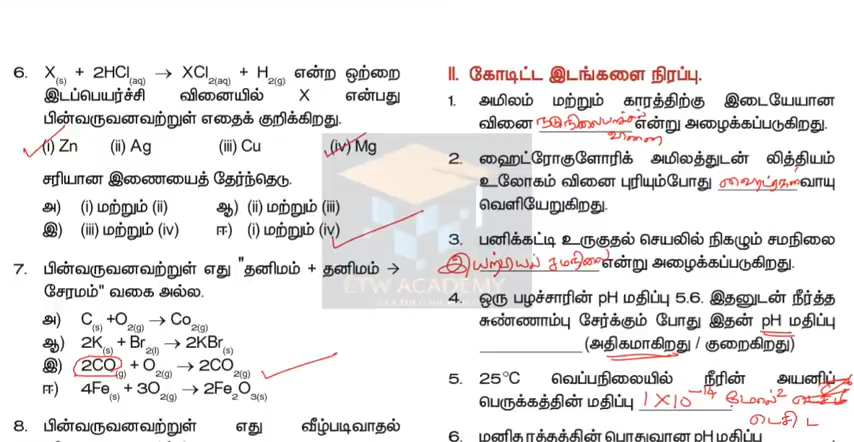 6. X(s) + 2HCl(aq) → XCl2(aq) + H2(g) என்ற ஒற்றை
இடப்பெயர்ச்சி வினையில் X என்பது
பின்வருவனவற்றுள் எதைக் குறிக்கிறது.
(i) Zn (ii) Ag (iii) Cu (iv) Mg
சரியான இணையைத் தேர்ந்தெடு.
அ) (i) மற்றும் (ii) ஆ) (ii) மற்றும் (iii)
இ) (iii) மற்றும் (iv) ஈ) (i) மற்றும் (iv)
7. பின்வருவனவற்றுள் எது "தனிமம் + தனிமம் →
சேர்மம்" வகை அல்ல.
அ) C(s) +O2(g) → Co2(g)
ஆ) 2K(s) + Br2(l) → 2KBr(s)
இ) 2CO(g) + O2(g) → 2CO2(g)
ஈ) 4Fe(s) + 3O2(g) → 2Fe2O3(s)
8. பின்வருவனவற்றுள் எது வீழ்படிவாதல்
II. கோடிட்ட இடங்களை நிரப்பு.
1. அமிலம் மற்றும் காரத்திற்கு இடையேயான
வினை நடுநிலையாக்கல் என்று அழைக்கப்படுகிறது.
வினை
2. ஹைட்ரோகுளோரிக் அமிலத்துடன் லித்தியம்
உலோகம் வினை புரியும்போது ஹைட்ரஜன் வாயு
வெளியேறுகிறது.
3. பனிக்கட்டி உருகுதல் செயலில் நிகழும் சமநிலை
இயற்பியல் சமநிலை என்று அழைக்கப்படுகிறது.
4. ஒரு பழச்சாரின் pH மதிப்பு 5.6. இதனுடன் நீர்த்த
சுண்ணாம்பு சேர்க்கும் போது இதன் pH மதிப்பு
(அதிகமாகிறது / குறைகிறது)
5. 25°C வெப்பநிலையில் நீரின் அயனிப்
பெருக்கத்தின் மதிப்பு 1 X 10⁻¹⁴ மோல்²
டெசி
6. மனித ரத்தத்தின் பொதுவான pH மதிப்பு
ETW ACADEMY